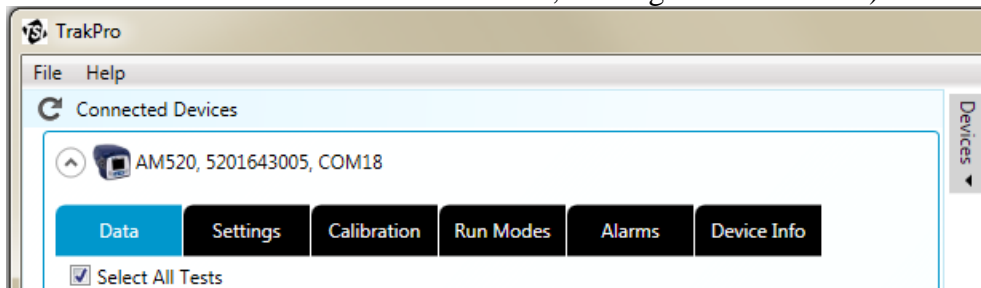 TrakPro
File Help
Connected Devices
Devices
AM520, 5201643005, COM18
Data Settings Calibration Run Modes Alarms Device Info
Select All Tests